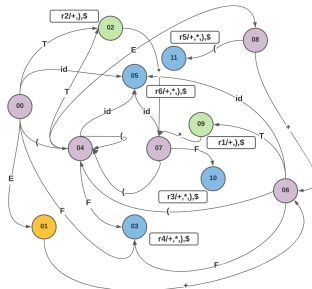 r2/+,),$
02
r5/+,*,),$
08
T
E
(
11
id
05
*
T
r6/+,*,),$
id
00
id
id
09
+
(
(
*
T
04
07
F
r1/+,),$
E
10
(
r3/+,*,),$
06
F
F
(
01
03
r4/+,*,),$
F
+